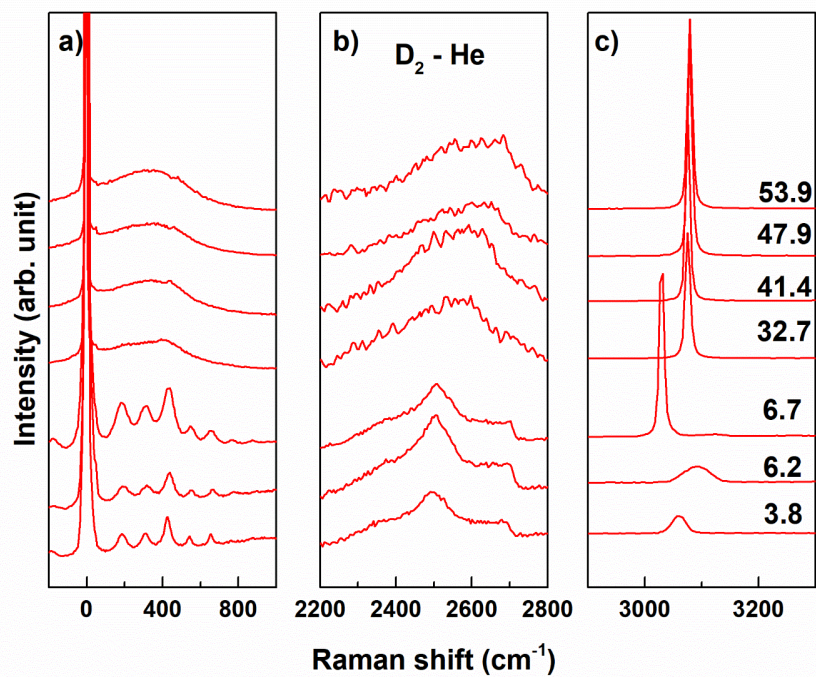 a)
b)
D₂ - He
c)
Intensity (arb. unit)
53.9
47.9
41.4
32.7
6.7
6.2
3.8
0 400 800
2200 2400 2600 2800
3000 3200
Raman shift (cm⁻¹)